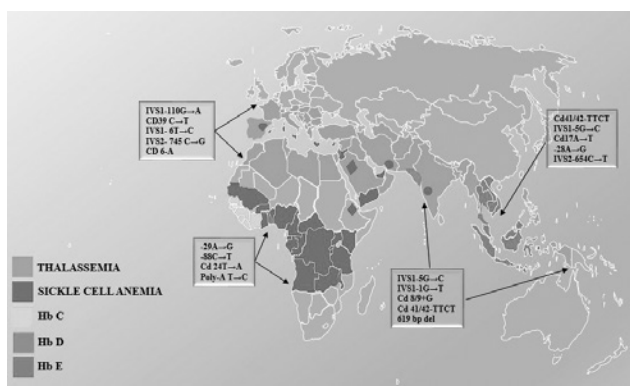 IVS1-110G→A
CD39 C→T
IVS1- 6T→C
IVS2- 745 C→G
CD 6-A
Cd41/42-TTCT
IVS1-5G→C
Cd17A→T
-28A→G
IVS2-654C→T
-29A→G
-88C→T
Cd 24T→A
Poly-A T→C
IVS1-5G→C
IVS1-1G→T
Cd 8/9+G
Cd 41/42-TTCT
619 bp del
THALASSEMIA
SICKLE CELL ANEMIA
Hb C
Hb D
Hb E